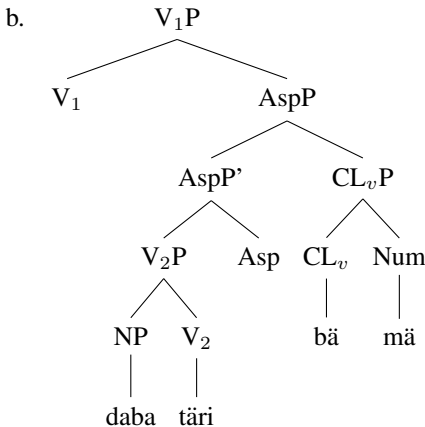 b. V₁P
V₁ AspP
AspP' CLᵥP
V₂P Asp CLᵥ Num
NP V₂ bä mä
daba täri